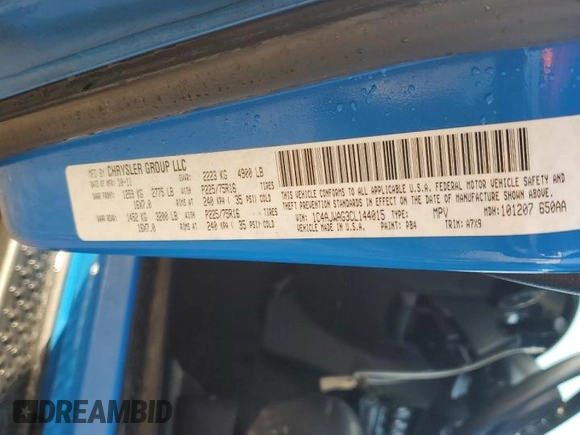 MFD BY CHRYSLER GROUP LLC
DATE OF MFR: 10-11 GVWR: 2223 KG 4900 LB
GAWR FRONT: 1259 KG 2775 LB WITH P225/75R16 TIRES
16X7.0 RIMS AT 240 KPA ( 35 PSI) COLD
GAWR REAR: 1452 KG 3200 LB WITH P225/75R16 TIRES
16X7.0 RIMS AT 240 KPA ( 35 PSI) COLD
THIS VEHICLE CONFORMS TO ALL APPLICABLE U.S.A. FEDERAL MOTOR VEHICLE SAFETY
STANDARDS IN EFFECT ON THE DATE OF MANUFACTURE SHOWN ABOVE.
VIN: 1C4AJWAG3CL144015 TYPE: MPV MDH: 101207 650AA
VEHICLE MADE IN U.S.A. PAINT: PB4 TRIM: A7X9
DREAMBID